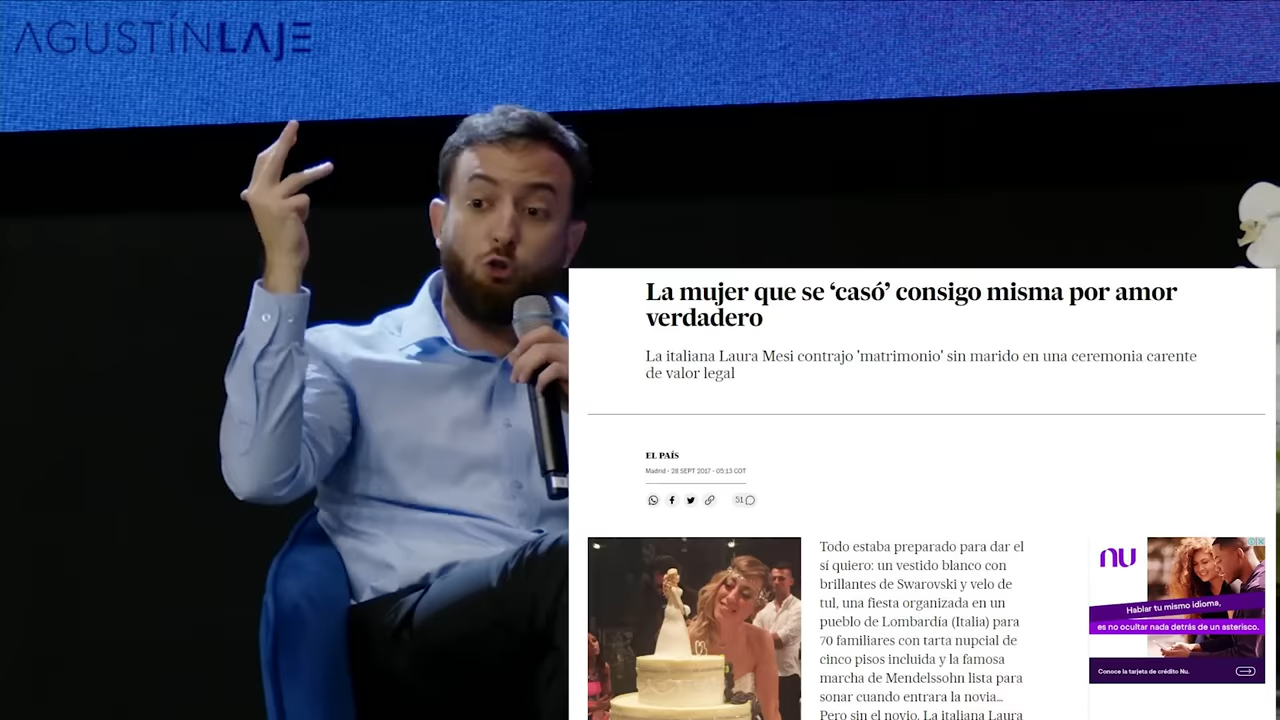 AGUSTÍNLAJE
La mujer que se ‘casó’ consigo misma por amor
verdadero
La italiana Laura Mesi contrajo 'matrimonio' sin marido en una ceremonia carente
de valor legal
EL PAÍS
Madrid - 28 SEPT 2017 - 05:13 COT
51
Todo estaba preparado para dar el
sí quiero: un vestido blanco con
brillantes de Swarovski y velo de
tul, una fiesta organizada en un
pueblo de Lombardía (Italia) para
70 familiares con tarta nupcial de
cinco pisos incluida y la famosa
marcha de Mendelssohn lista para
sonar cuando entrara la novia...
Pero sin el novio. La italiana Laura
nu
Hablar tu mismo idioma,
es no ocultar nada detrás de un asterisco.
Conoce la tarjeta de crédito Nu.